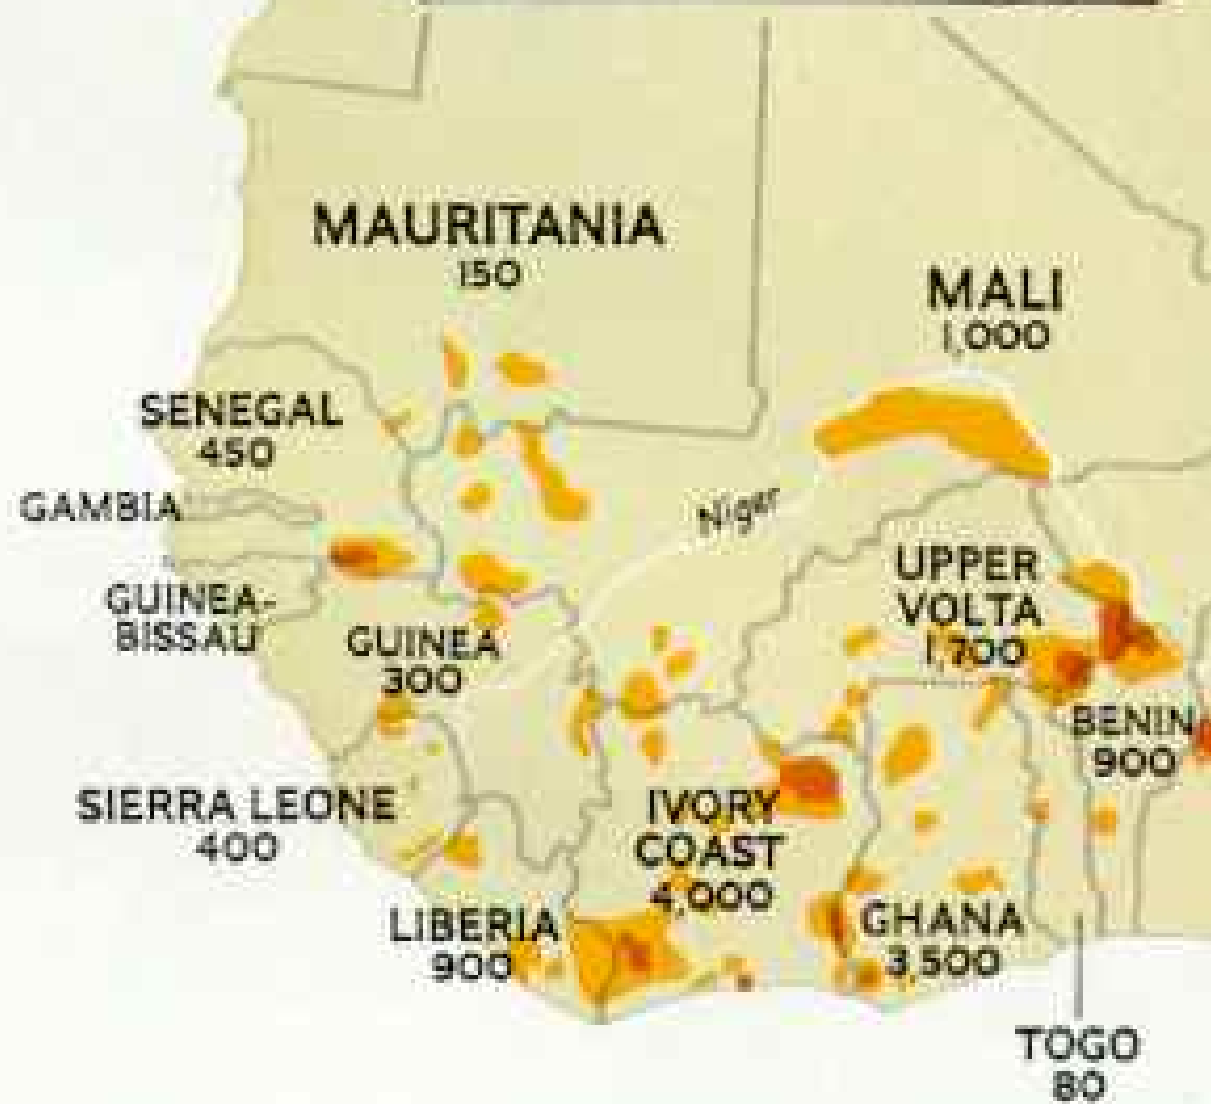 MAURITANIA
150
MALI
1,000
SENEGAL
450
GAMBIA
Niger
GUINEA-
BISSAU
UPPER
VOLTA
1,700
GUINEA
300
BENIN
900
SIERRA LEONE
400
IVORY
COAST
4,000
LIBERIA
900
GHANA
3,500
TOGO
80